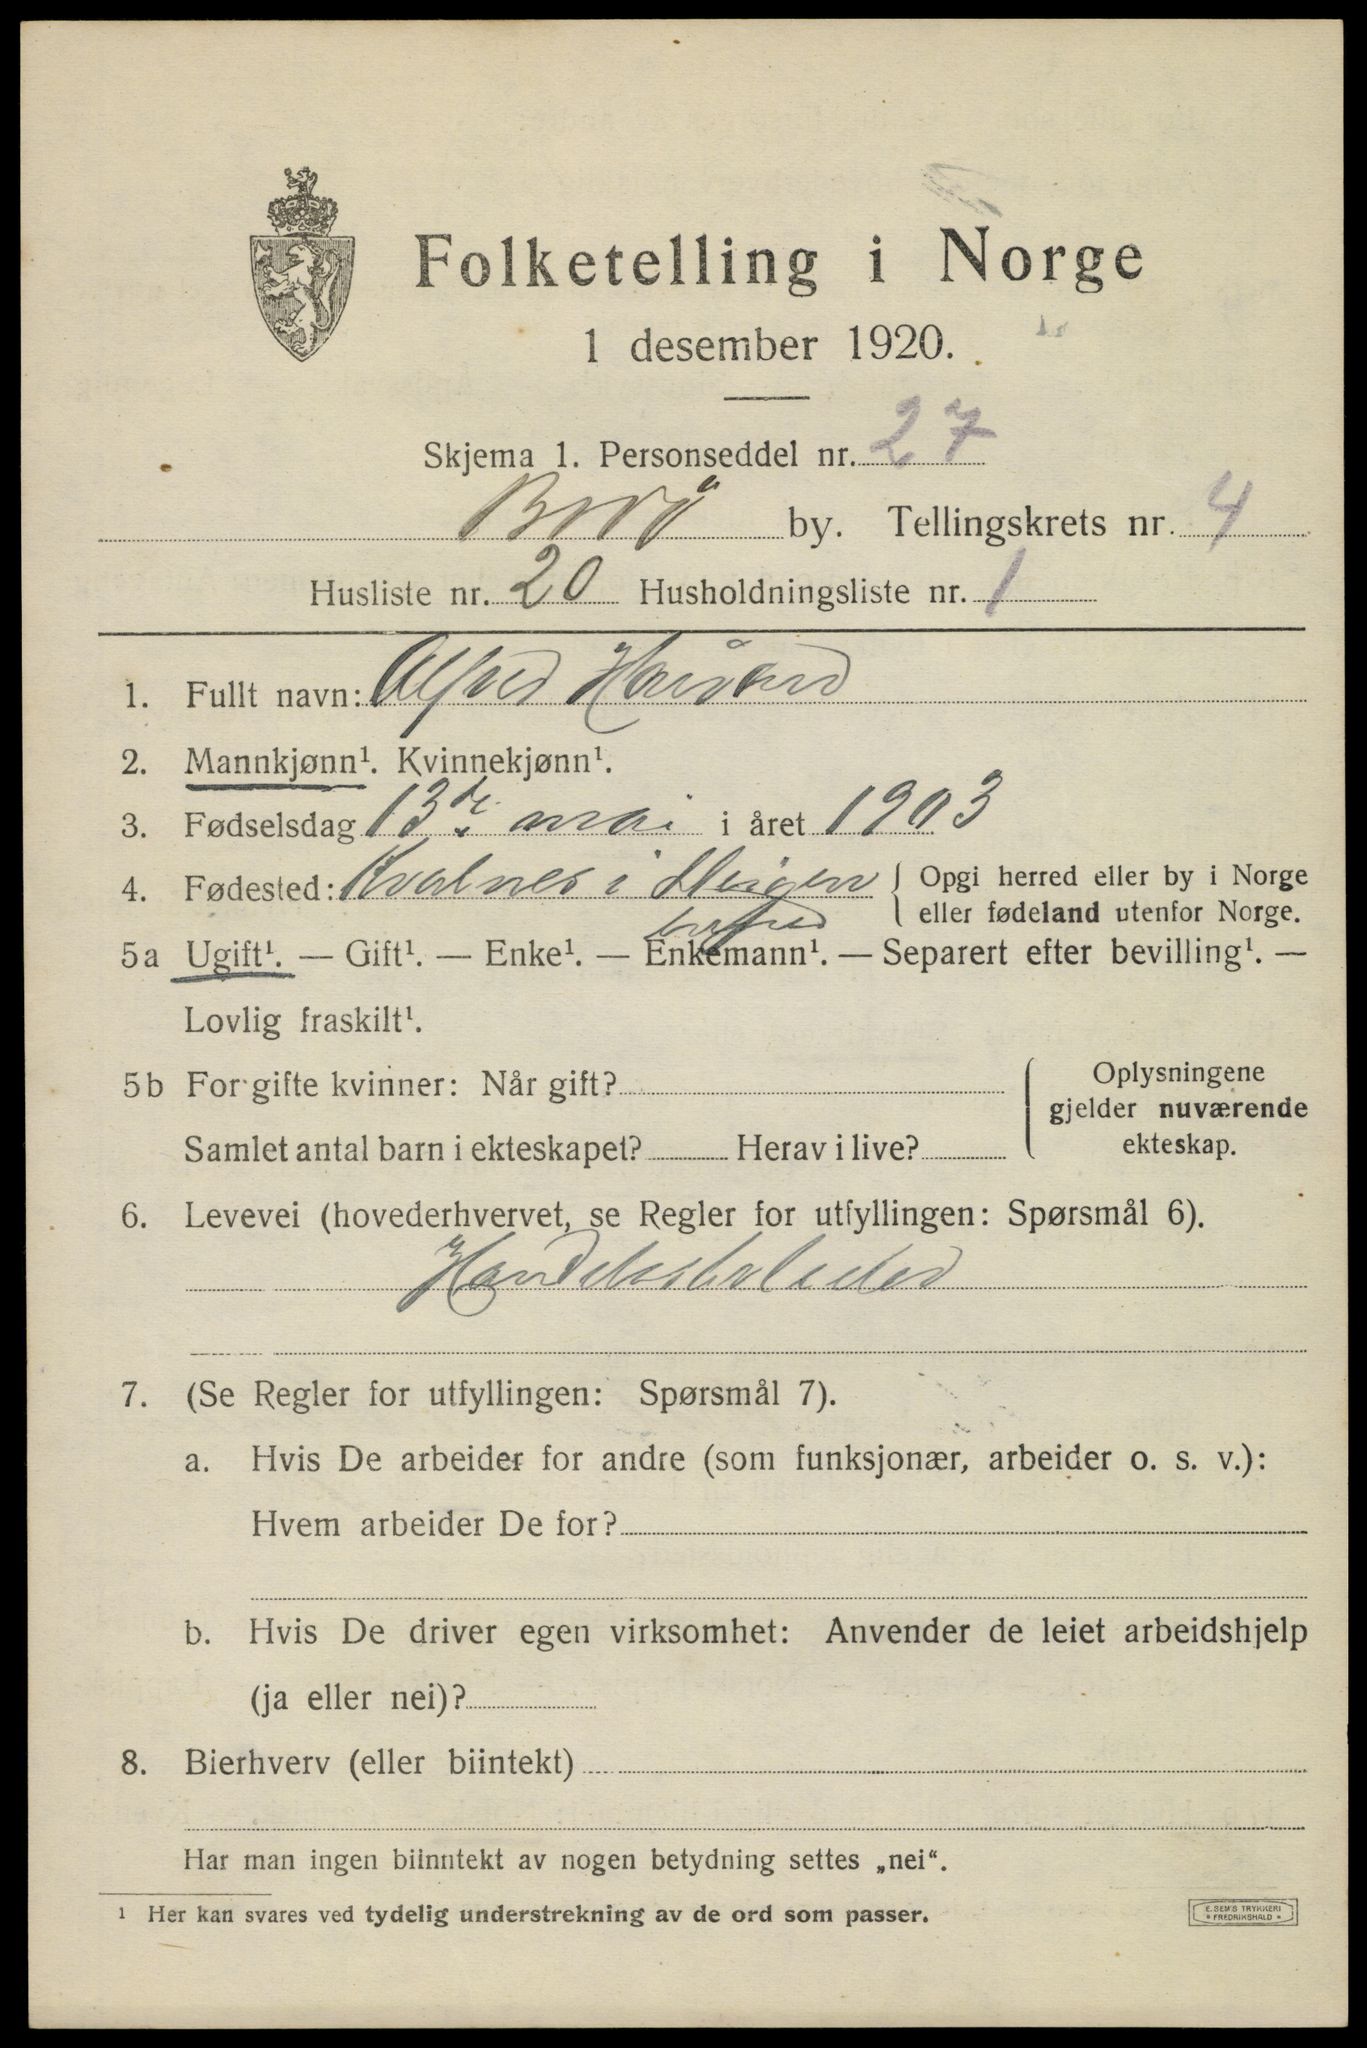 Folketelling i Norge
1 desember 1920.
Skjema 1. Personseddel nr. 27
by. Tellingskrets nr. 4
Husliste nr. 20 Husholdningsliste nr. 1
1. Fullt navn: Alfred
2. Mannkjønn¹. Kvinnekjønn¹.
3. Fødselsdag 13de mai i året 1903
4. Fødested: Kvalnes i { Opgi herred eller by i Norge
eller fødeland utenfor Norge.
5a Ugift¹. — Gift¹. — Enke¹. — Enkemann¹. — Separert efter bevilling¹. —
Lovlig fraskilt¹.
5b For gifte kvinner: Når gift? { Oplysningene
gjelder nuværende
Samlet antal barn i ekteskapet? Herav i live? ekteskap.
6. Levevei (hovederhvervet, se Regler for utfyllingen: Spørsmål 6).
7. (Se Regler for utfyllingen: Spørsmål 7).
a. Hvis De arbeider for andre (som funksjonær, arbeider o. s. v.):
Hvem arbeider De for?
b. Hvis De driver egen virksomhet: Anvender de leiet arbeidshjelp
(ja eller nei)?
8. Bierhverv (eller biintekt)
Har man ingen biinntekt av nogen betydning settes „nei“.
¹ Her kan svares ved tydelig understrekning av de ord som passer.
E. SEM'S TRYKKERI
* FREDRIKSHALD *